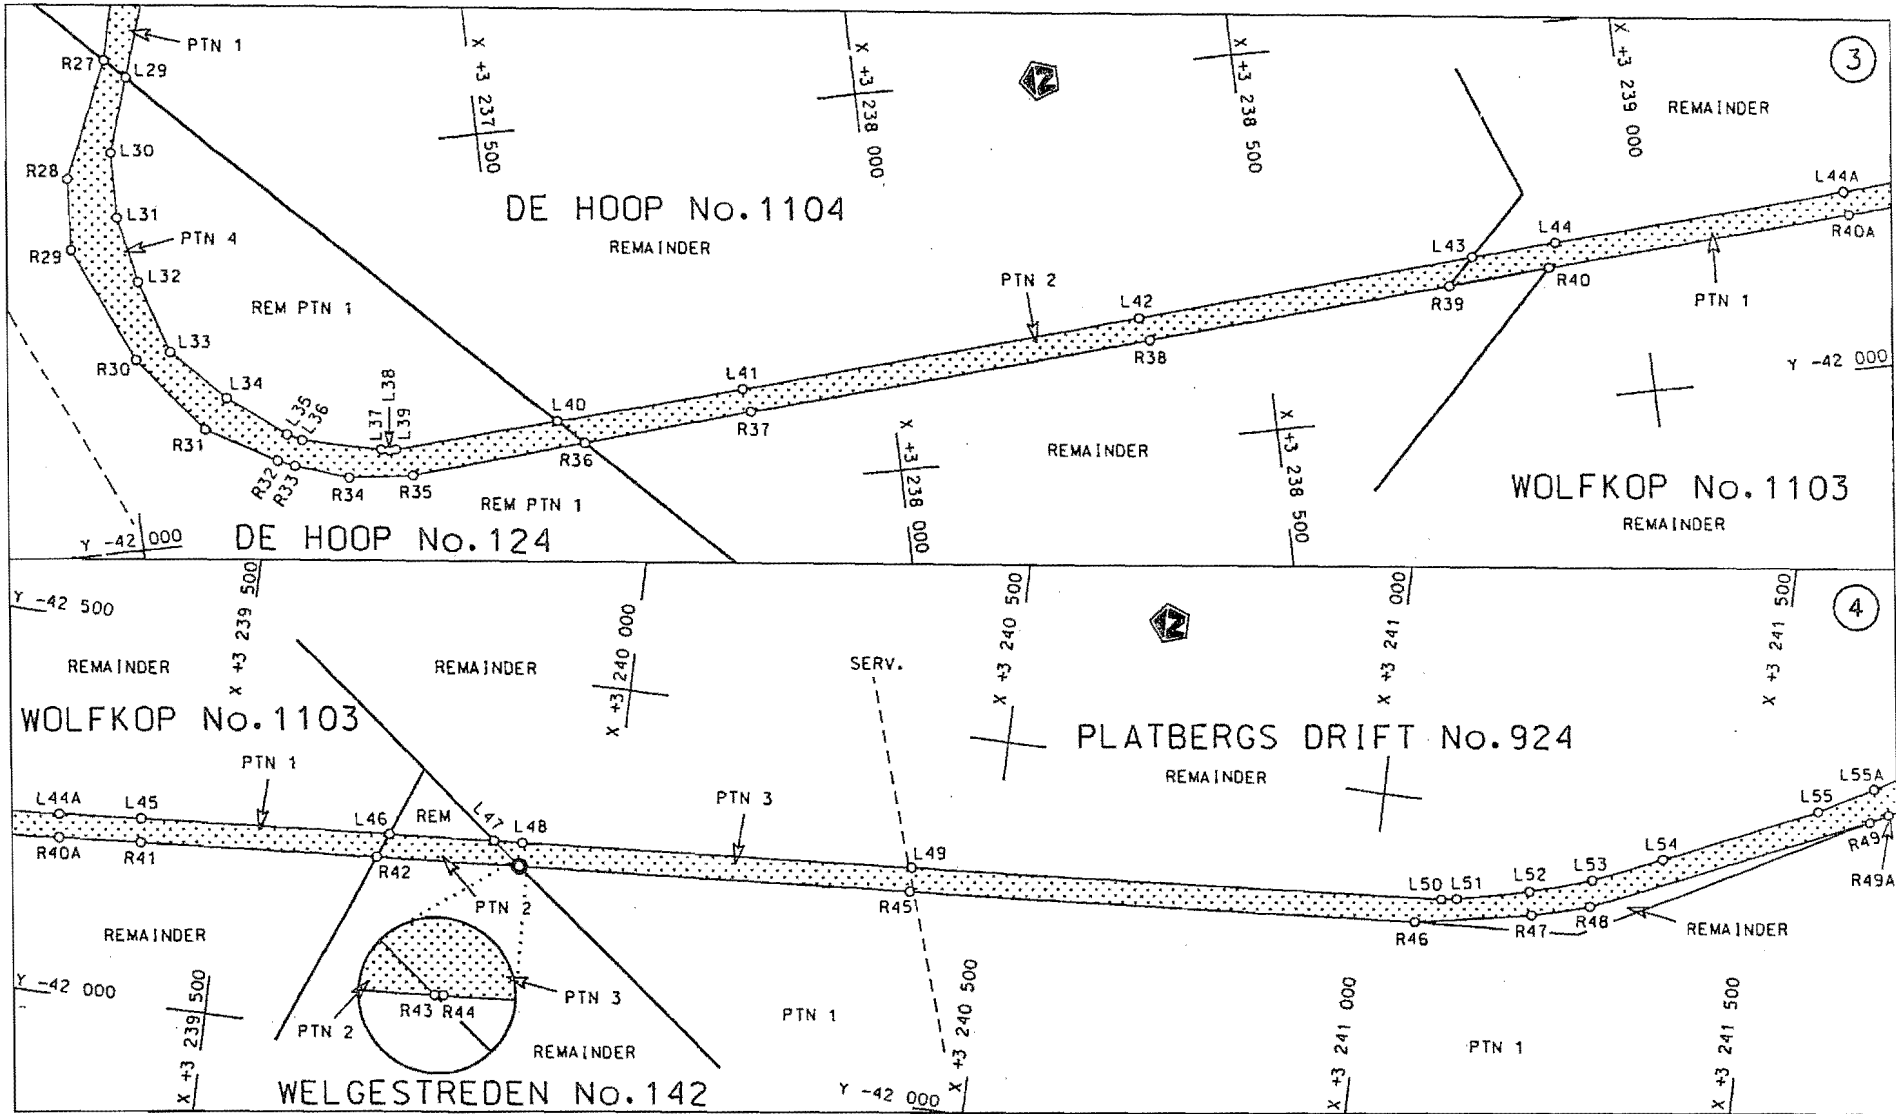 PTN 1
R27
L29
L30
R28
L31
R29
PTN 4
L32
REM PTN 1
L33
R30
L34
L35
L36
L37
L38
L39
R31
R32
R33
R34
R35
L40
R36
REM PTN 1
DE HOOP No.124
Y -42 000
X +3 237 500
X +3 238 000
X +3 238 500
X +3 239 000
N
3
REMAINDER
DE HOOP No.1104
REMAINDER
PTN 2
L41
R37
L42
R38
L43
R39
L44
R40
L44A
R40A
PTN 1
Y -42 000
X +3 238 000
REMAINDER
X +3 238 500
WOLFKOP No.1103
REMAINDER
Y -42 500
X +3 239 500
X +3 240 000
X +3 240 500
X +3 241 000
X +3 241 500
N
4
REMAINDER
REMAINDER
SERV.
WOLFKOP No.1103
PLATBERGS DRIFT No.924
REMAINDER
PTN 1
PTN 3
L44A
L45
L46
REM
L47
L48
L49
L50
L51
L52
L53
L54
L55
L55A
R40A
R41
R42
PTN 2
R45
R46
R47
R48
R49
R49A
REMAINDER
REMAINDER
Y -42 000
X +3 239 500
R43
R44
PTN 2
PTN 3
REMAINDER
PTN 1
X +3 240 500
X +3 241 000
PTN 1
X +3 241 500
WELGESTREDEN No.142
Y -42 000